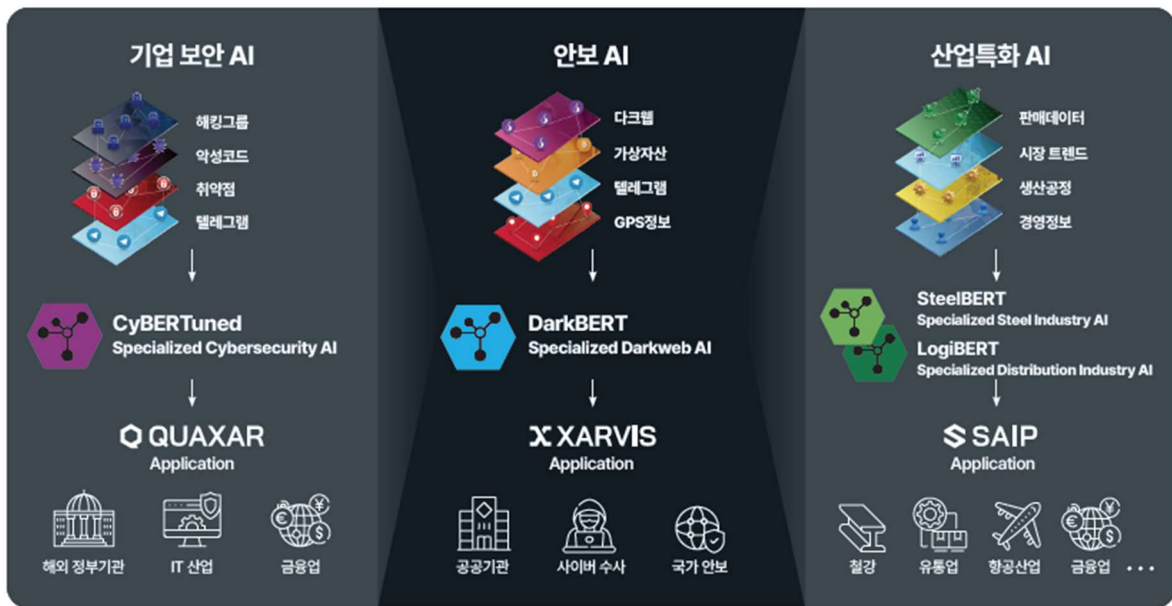 기업 보안 AI
해킹그룹
악성코드
취약점
텔레그램
CyBERTuned
Specialized Cybersecurity AI
QUAXAR
Application
해외 정부기관
IT 산업
금융업
안보 AI
다크웹
가상자산
텔레그램
GPS정보
DarkBERT
Specialized Darkweb AI
XARVIS
Application
공공기관
사이버 수사
국가 안보
산업특화 AI
판매데이터
시장 트렌드
생산공정
경영정보
SteelBERT
Specialized Steel Industry AI
LogiBERT
Specialized Distribution Industry AI
SAIP
Application
철강
유통업
항공산업
금융업
...